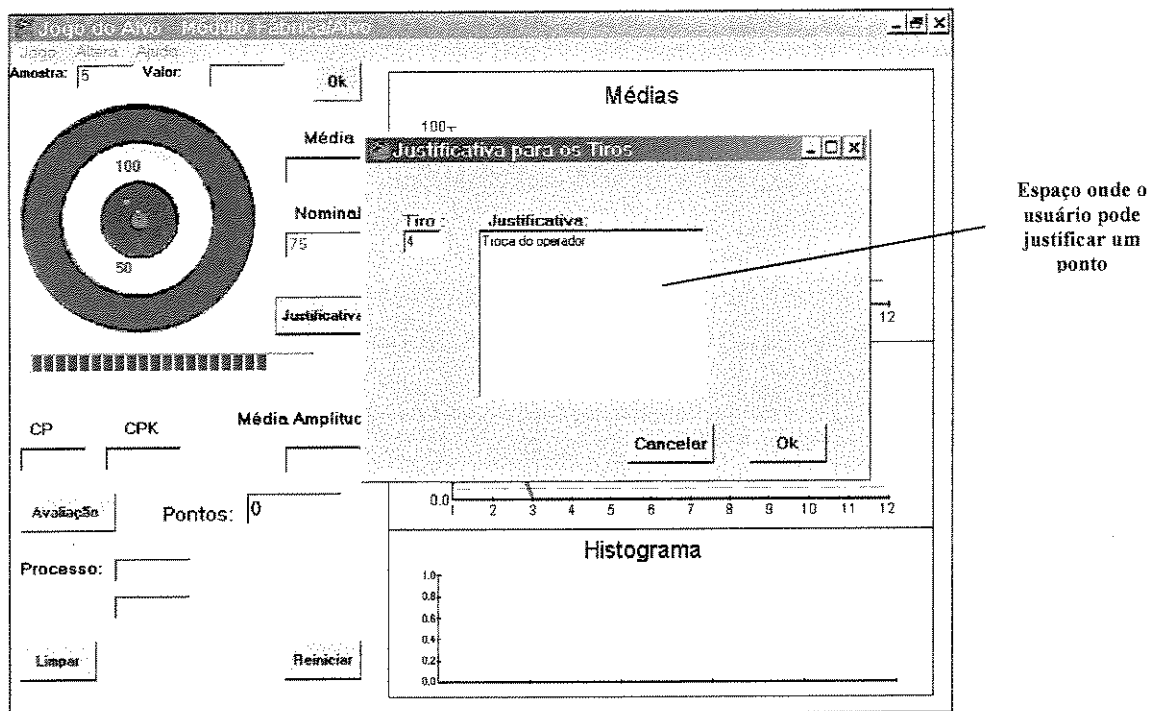 Jogo do Alvo - Módulo Fabrica/Alvo
Jogo Altera Ajuda
Amostra: 5 Valor:
Ok
Médias
100
Média
Justificativa para os Tiros
100
50
Nominal
75
Tiro :
4
Justificativa:
Troca do operador
Espaço onde o
usuário pode
justificar um
ponto
Justificativa
12
CP CPK
Média Amplituc
Cancelar Ok
0.0
1 2 3 4 5 6 7 8 9 10 11 12
Avaliação Pontos: 0
Histograma
Processo:
1.0
0.8
0.6
0.4
0.2
0.0
Limpar Reiniciar